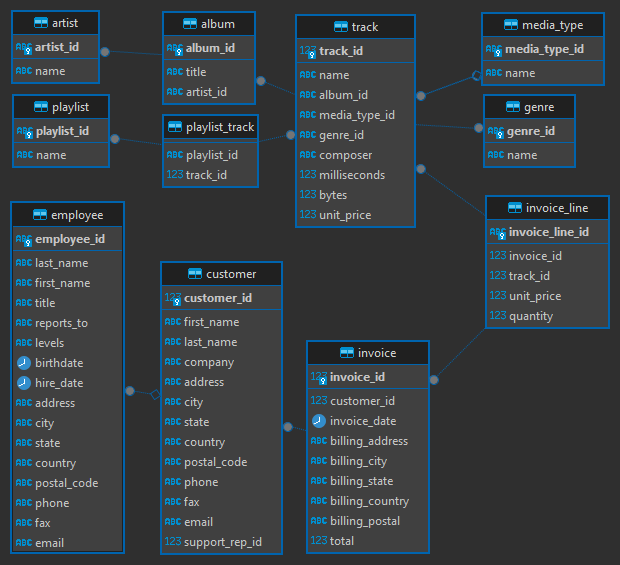 artist
ABC artist_id
ABC name
album
ABC album_id
ABC title
ABC artist_id
track
123 track_id
ABC name
ABC album_id
ABC media_type_id
ABC genre_id
ABC composer
123 milliseconds
123 bytes
123 unit_price
media_type
ABC media_type_id
ABC name
playlist
ABC playlist_id
ABC name
playlist_track
ABC playlist_id
123 track_id
genre
ABC genre_id
ABC name
employee
ABC employee_id
ABC last_name
ABC first_name
ABC title
ABC reports_to
ABC levels
birthdate
hire_date
ABC address
ABC city
ABC state
ABC country
ABC postal_code
ABC phone
ABC fax
ABC email
customer
123 customer_id
ABC first_name
ABC last_name
ABC company
ABC address
ABC city
ABC state
ABC country
ABC postal_code
ABC phone
ABC fax
ABC email
123 support_rep_id
invoice
123 invoice_id
123 customer_id
invoice_date
ABC billing_address
ABC billing_city
ABC billing_state
ABC billing_country
ABC billing_postal
123 total
invoice_line
ABC invoice_line_id
123 invoice_id
123 track_id
123 unit_price
123 quantity